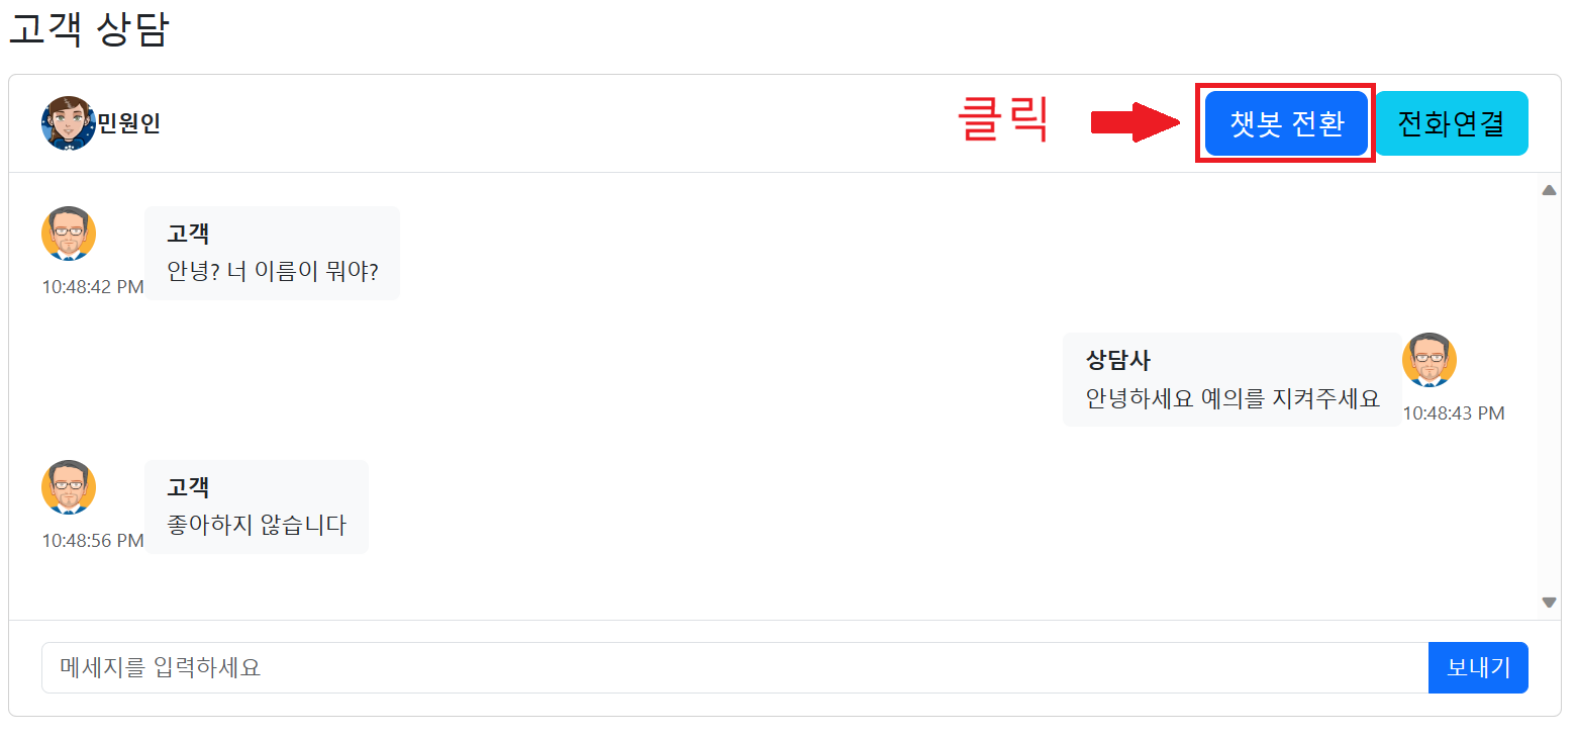 고객 상담
민원인
클릭
챗봇 전환
전화연결
고객
안녕? 너 이름이 뭐야?
10:48:42 PM
상담사
안녕하세요 예의를 지켜주세요
10:48:43 PM
고객
좋아하지 않습니다
10:48:56 PM
메세지를 입력하세요
보내기